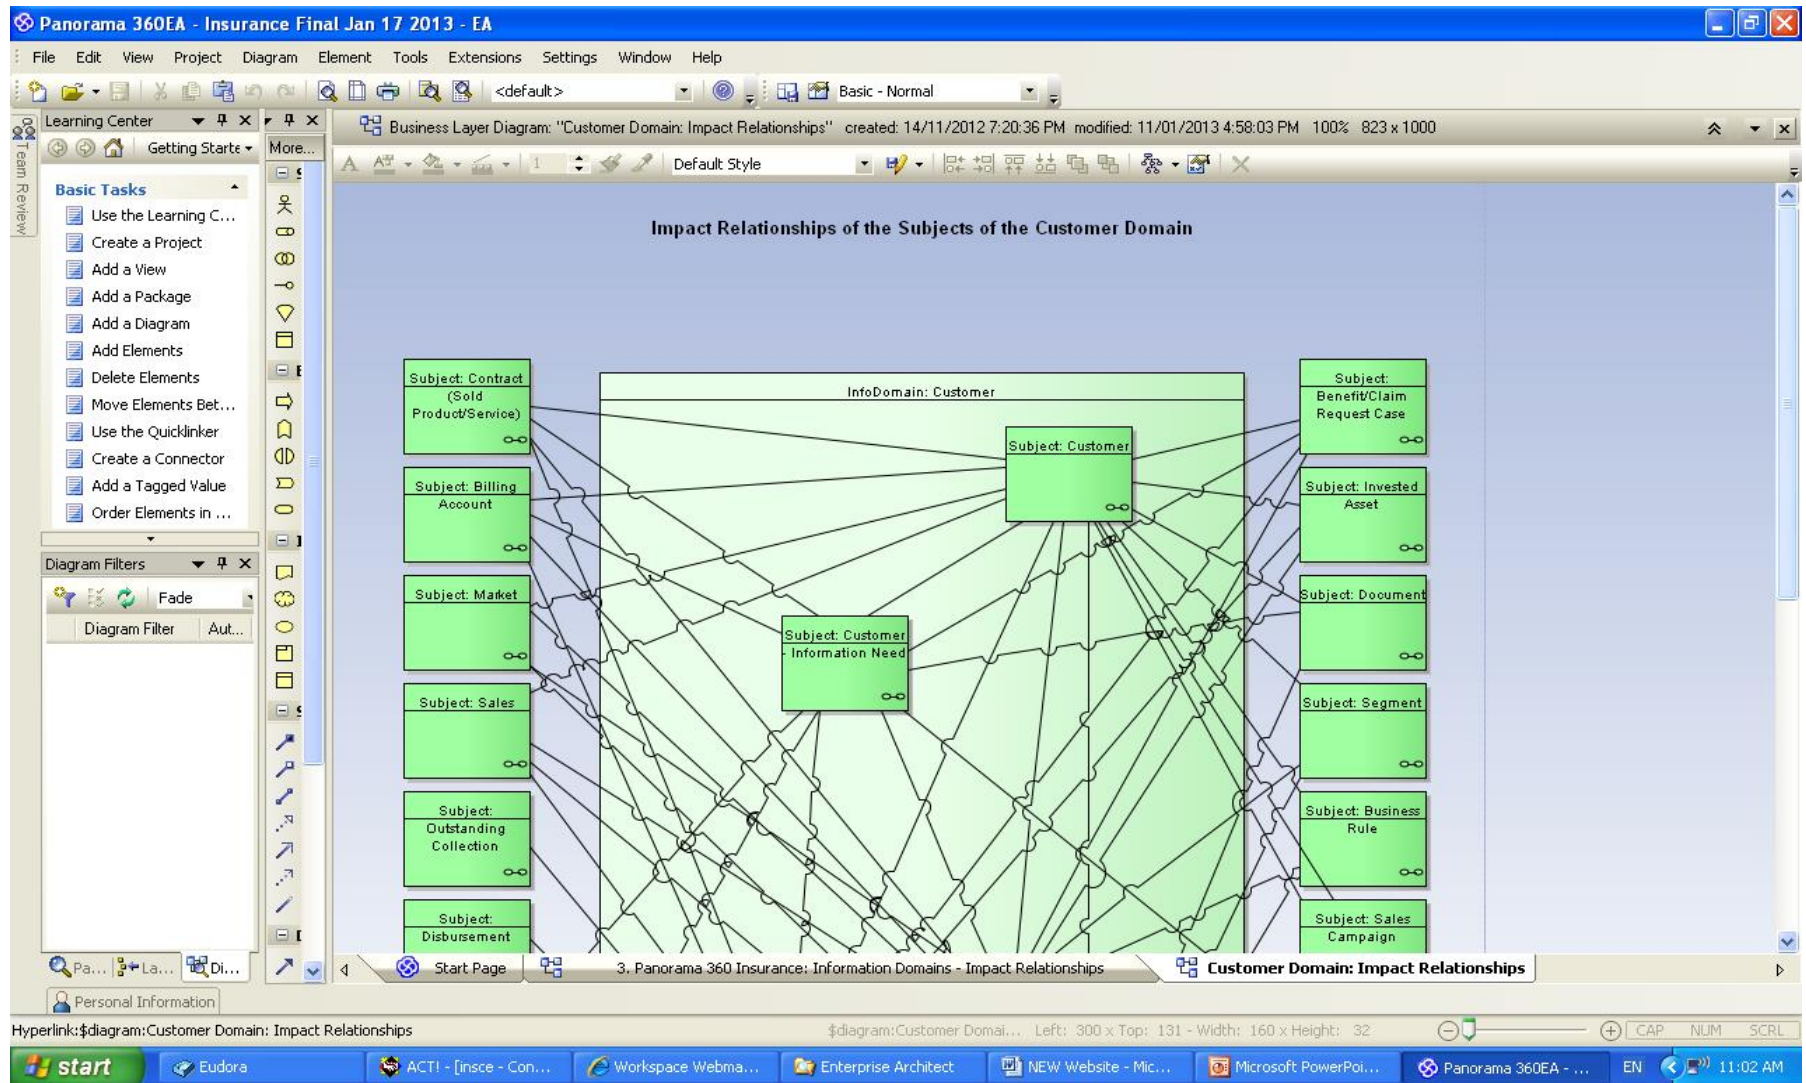 Panorama 360EA - Insurance Final Jan 17 2013 - EA
File Edit View Project Diagram Element Tools Extensions Settings Window Help
<default>
Basic - Normal
Team Review
Learning Center
Getting Starte
More...
Business Layer Diagram: "Customer Domain: Impact Relationships" created: 14/11/2012 7:20:36 PM modified: 11/01/2013 4:58:03 PM 100% 823 x 1000
1
Default Style
Basic Tasks
Use the Learning C...
Create a Project
Add a View
Add a Package
Add a Diagram
Add Elements
Delete Elements
Move Elements Bet...
Use the Quicklinker
Create a Connector
Add a Tagged Value
Order Elements in ...
Diagram Filters
Fade
Diagram Filter Aut...
Impact Relationships of the Subjects of the Customer Domain
Subject: Contract
(Sold
Product/Service)
Subject: Billing
Account
Subject: Market
Subject: Sales
Subject:
Outstanding
Collection
Subject:
Disbursement
InfoDomain: Customer
Subject: Customer
Subject: Customer
- Information Need
Subject:
Benefit/Claim
Request Case
Subject: Invested
Asset
Subject: Document
Subject: Segment
Subject: Business
Rule
Subject: Sales
Campaign
Pa... La... Di...
Start Page
3. Panorama 360 Insurance: Information Domains - Impact Relationships
Customer Domain: Impact Relationships
Personal Information
Hyperlink:$diagram:Customer Domain: Impact Relationships
$diagram:Customer Domai... Left: 300 x Top: 131 - Width: 160 x Height: 32
CAP NUM SCRL
start
Eudora
ACT! - [insce - Con...
Workspace Webma...
Enterprise Architect
NEW Website - Mic...
Microsoft PowerPoi...
Panorama 360EA - ...
EN
11:02 AM